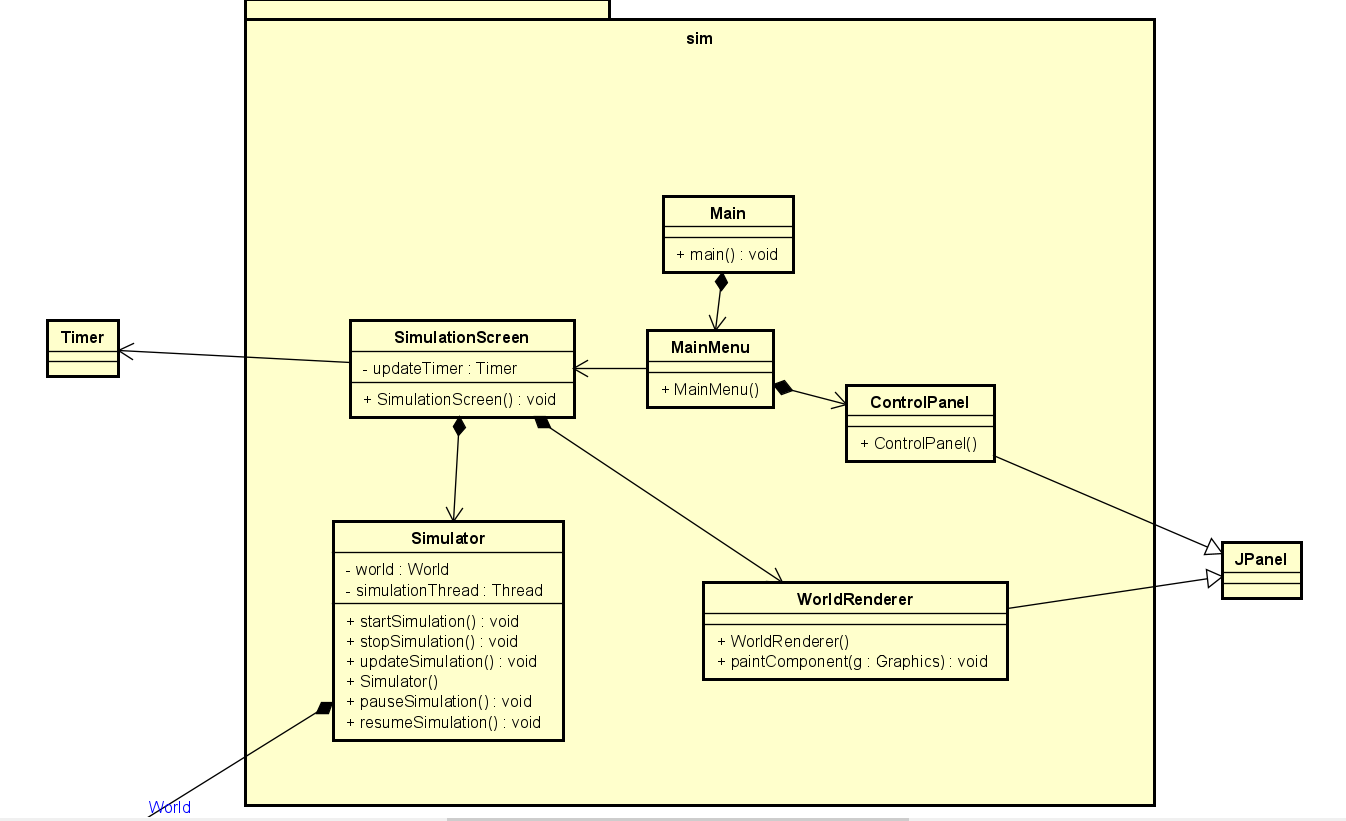 sim
Main
+ main() : void
Timer
SimulationScreen
- updateTimer : Timer
+ SimulationScreen() : void
MainMenu
+ MainMenu()
ControlPanel
+ ControlPanel()
Simulator
- world : World
- simulationThread : Thread
+ startSimulation() : void
+ stopSimulation() : void
+ updateSimulation() : void
+ Simulator()
+ pauseSimulation() : void
+ resumeSimulation() : void
WorldRenderer
+ WorldRenderer()
+ paintComponent(g : Graphics) : void
JPanel
World